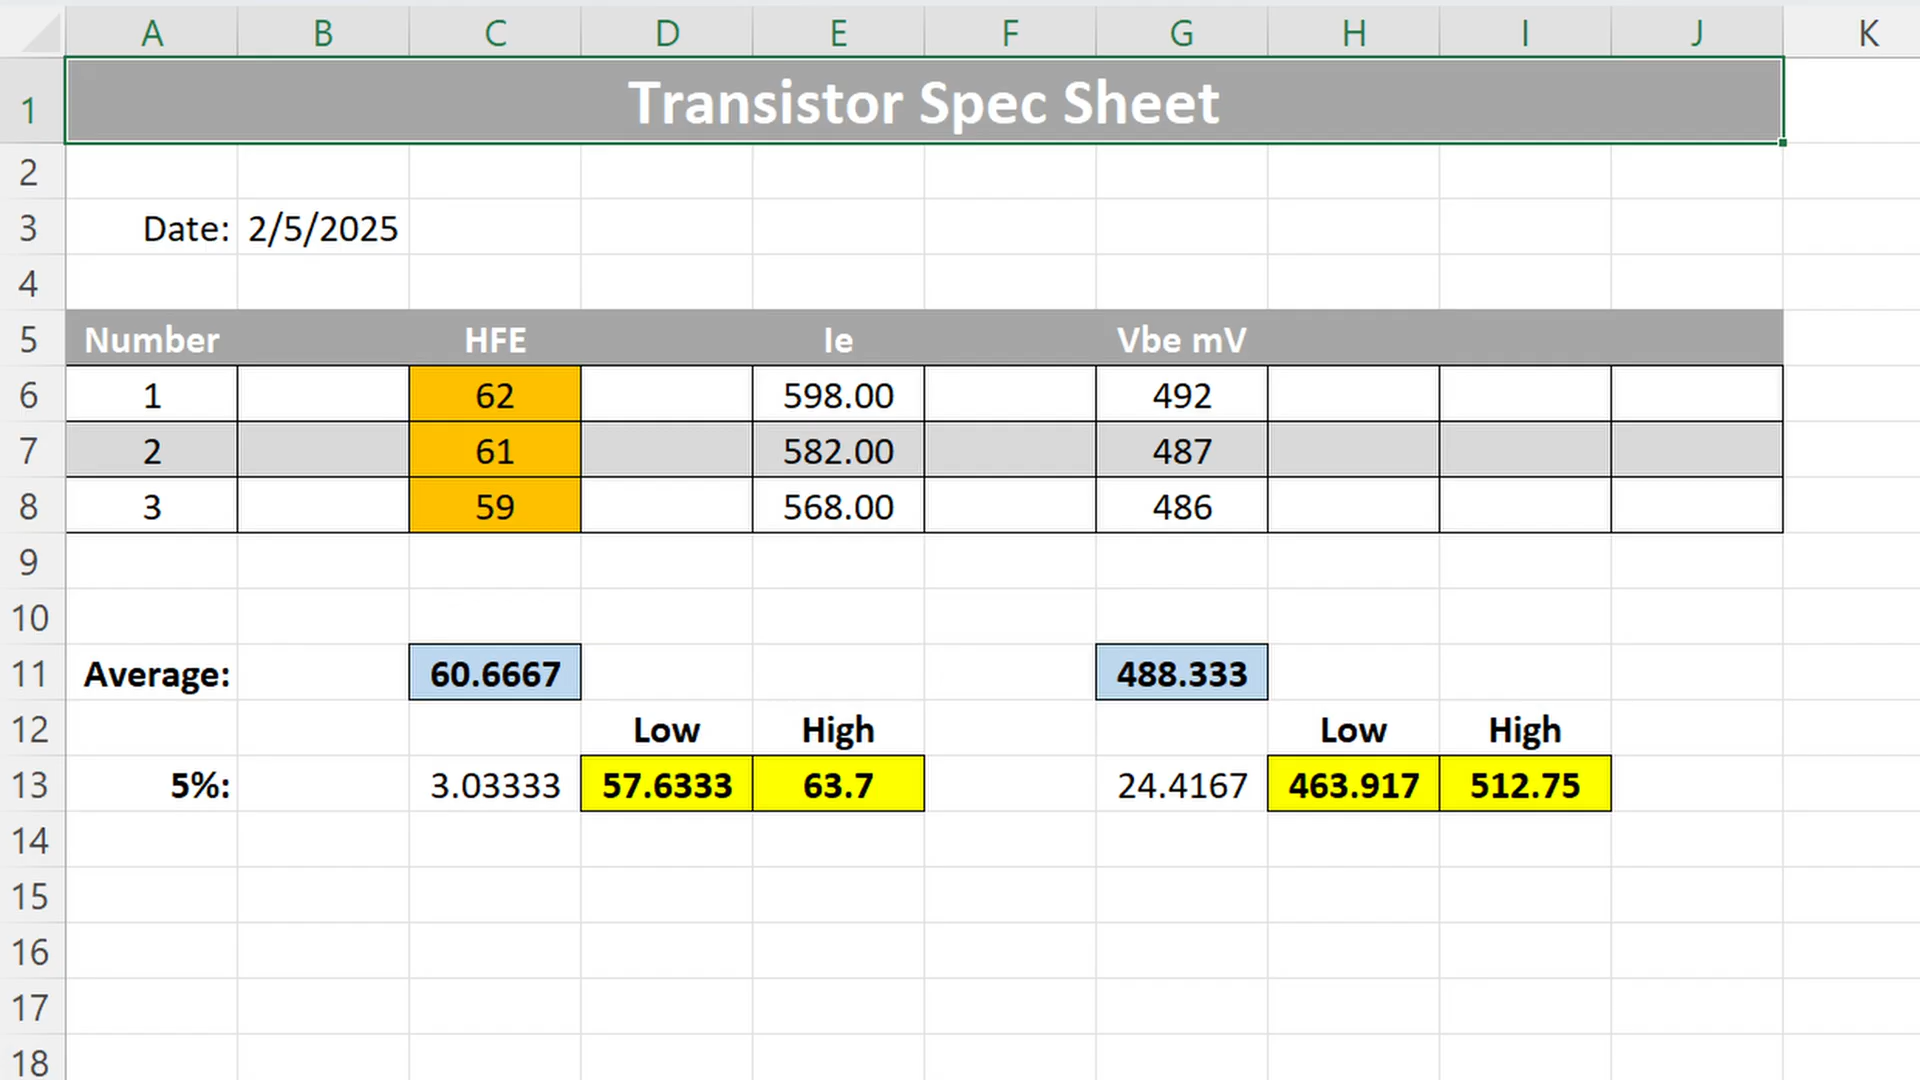 A B C D E F G H I J K
1 Transistor Spec Sheet
2
3 Date: 2/5/2025
4
5 Number HFE Ie Vbe mV
6 1 62 598.00 492
7 2 61 582.00 487
8 3 59 568.00 486
9
10
11 Average: 60.6667 488.333
12 Low High Low High
13 5%: 3.03333 57.6333 63.7 24.4167 463.917 512.75
14
15
16
17
18